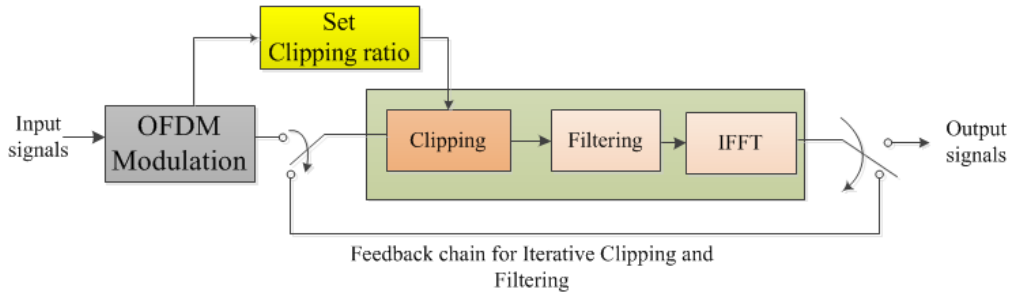 Set
Clipping ratio
Input
signals
OFDM
Modulation
Clipping
Filtering
IFFT
Output
signals
Feedback chain for Iterative Clipping and
Filtering